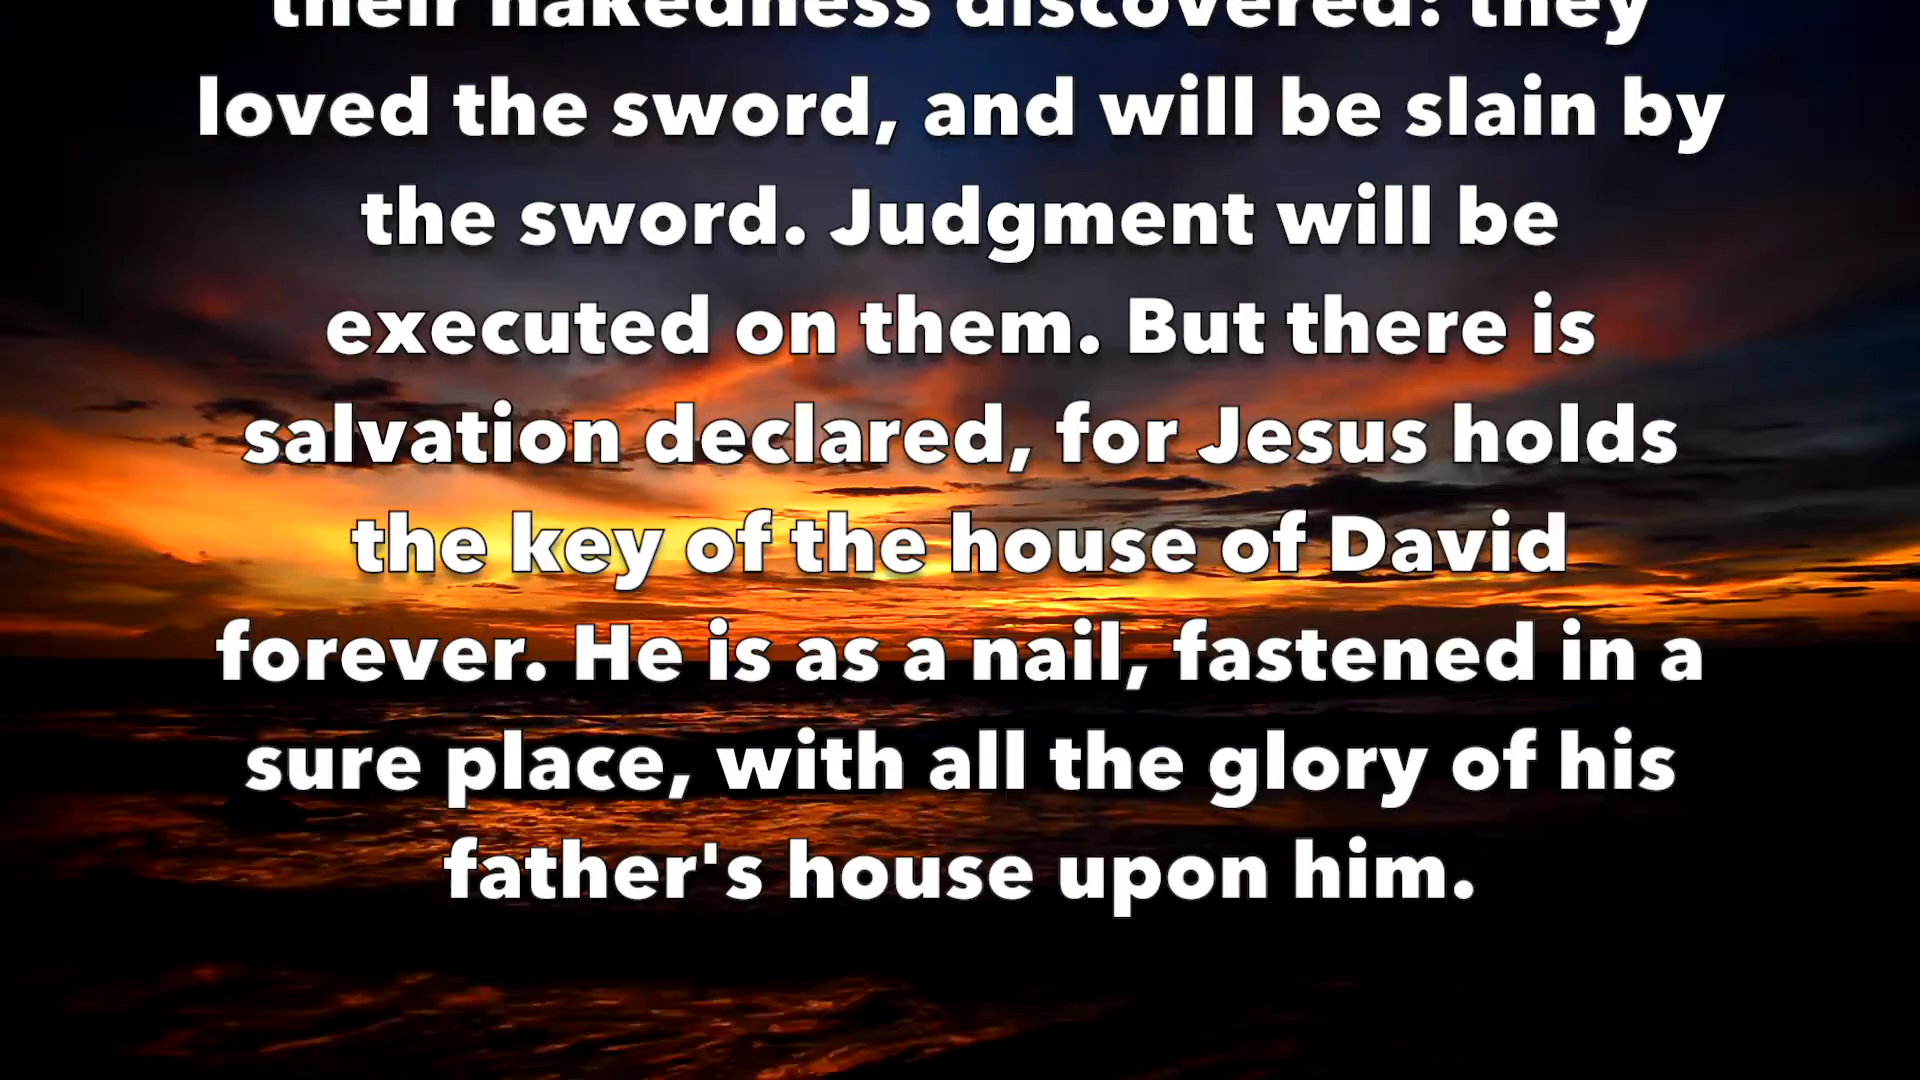 their nakedness discovered: they
loved the sword, and will be slain by
the sword. Judgment will be
executed on them. But there is
salvation declared, for Jesus holds
the key of the house of David
forever. He is as a nail, fastened in a
sure place, with all the glory of his
father's house upon him.